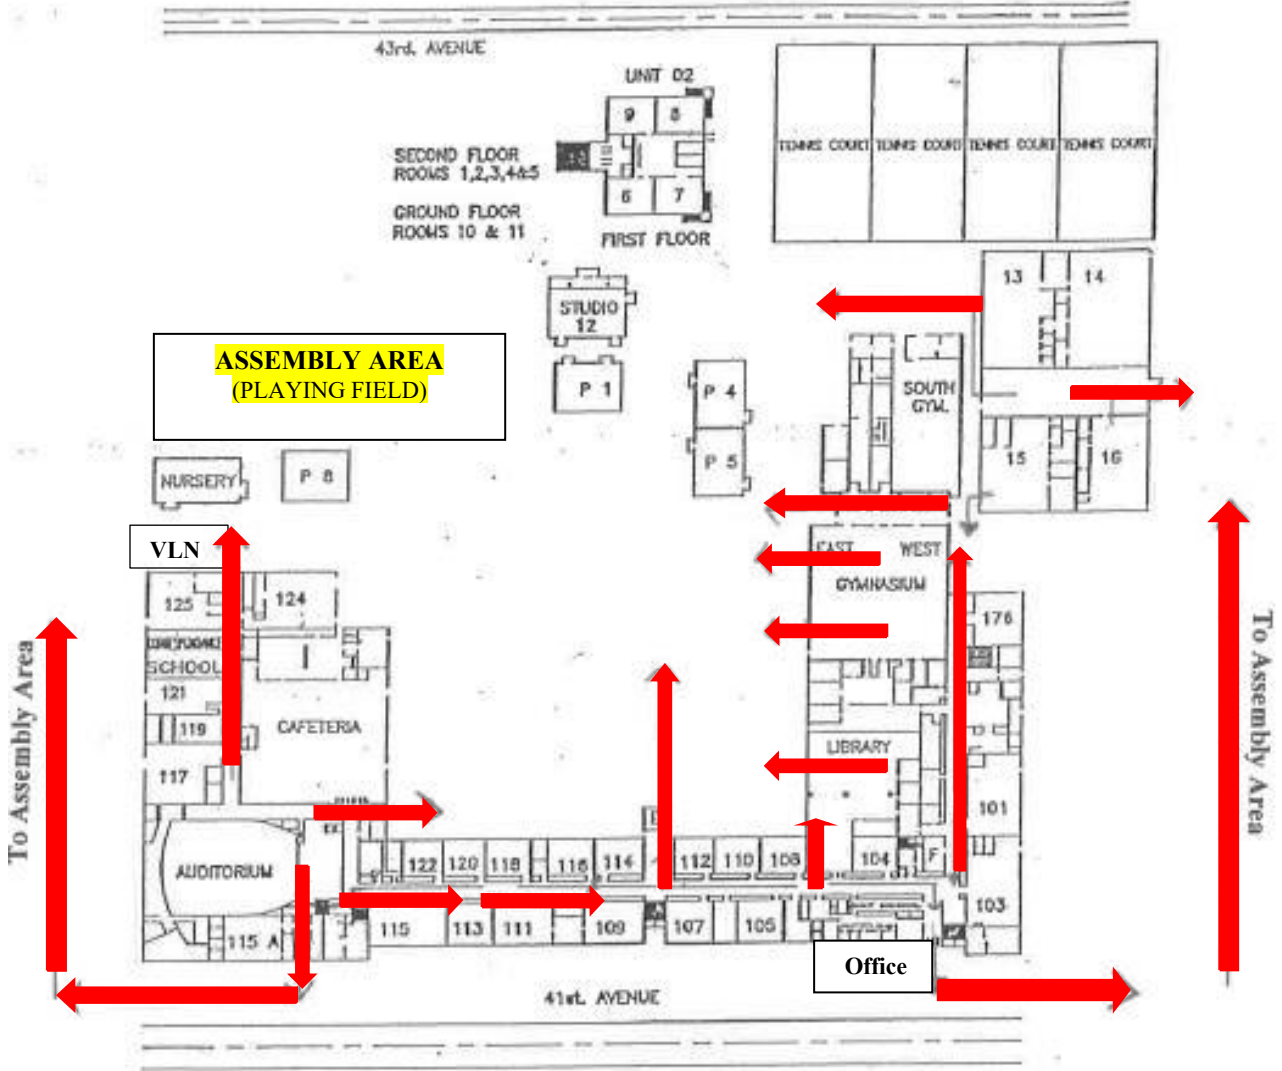 43rd. AVENUE
UNIT 02
9
8
SECOND FLOOR
ROOMS 1,2,3,4&5
6
7
GROUND FLOOR
ROOMS 10 & 11
FIRST FLOOR
TENNIS COURT
TENNIS COURT
TENNIS COURT
TENNIS COURT
13
14
STUDIO
12
ASSEMBLY AREA
(PLAYING FIELD)
P 1
P 4
SOUTH
GYM.
P 5
15
16
NURSERY
P 8
VLN
EAST
WEST
GYMNASIUM
125
124
176
SCHOOL
121
119
CAFETERIA
117
LIBRARY
101
To Assembly Area
To Assembly Area
AUDITORIUM
122
120
118
116
114
112
110
108
104
F
103
115 A
115
113
111
109
107
105
Office
41st. AVENUE